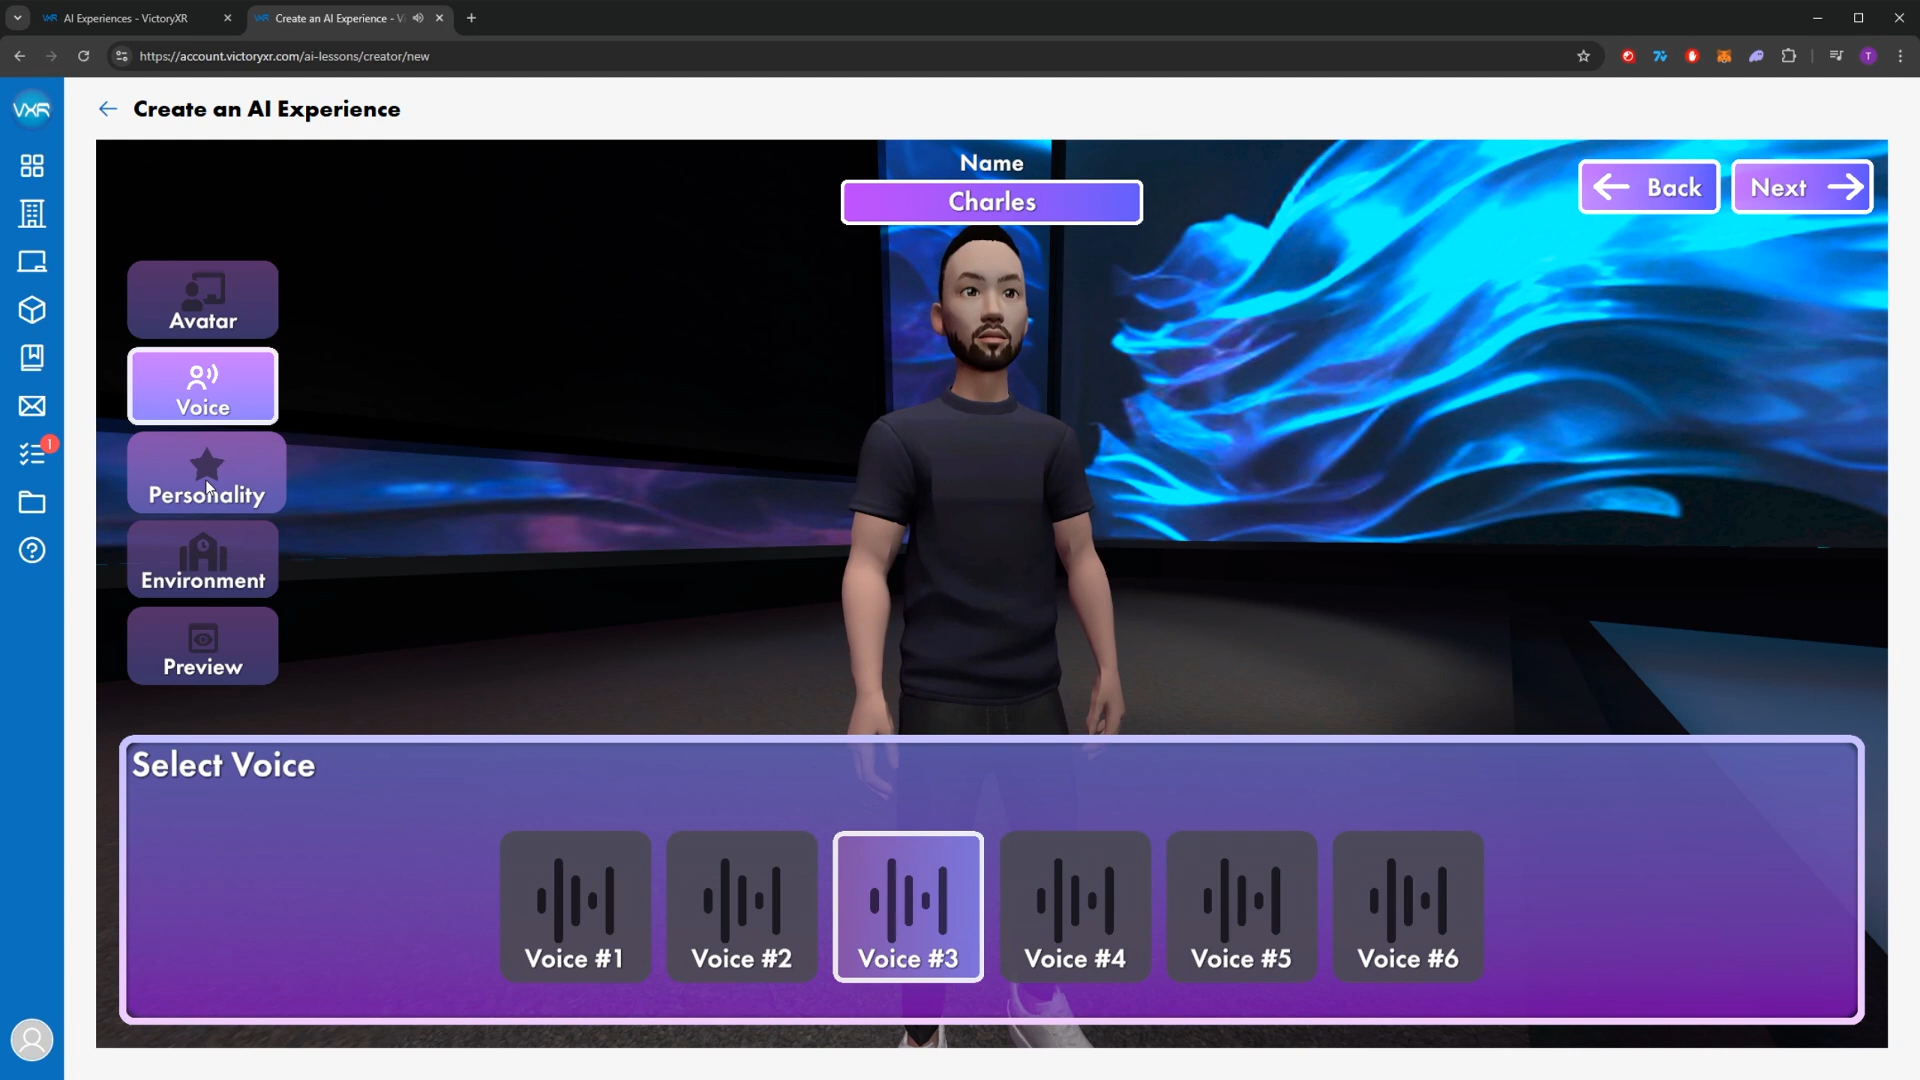 AI Experiences - VictoryXR
Create an AI Experience - V
https://account.victoryxr.com/ai-lessons/creator/new
T
VXR
Create an AI Experience
Name
Charles
Back
Next
Avatar
Voice
Personality
Environment
Preview
1
Select Voice
Voice #1
Voice #2
Voice #3
Voice #4
Voice #5
Voice #6